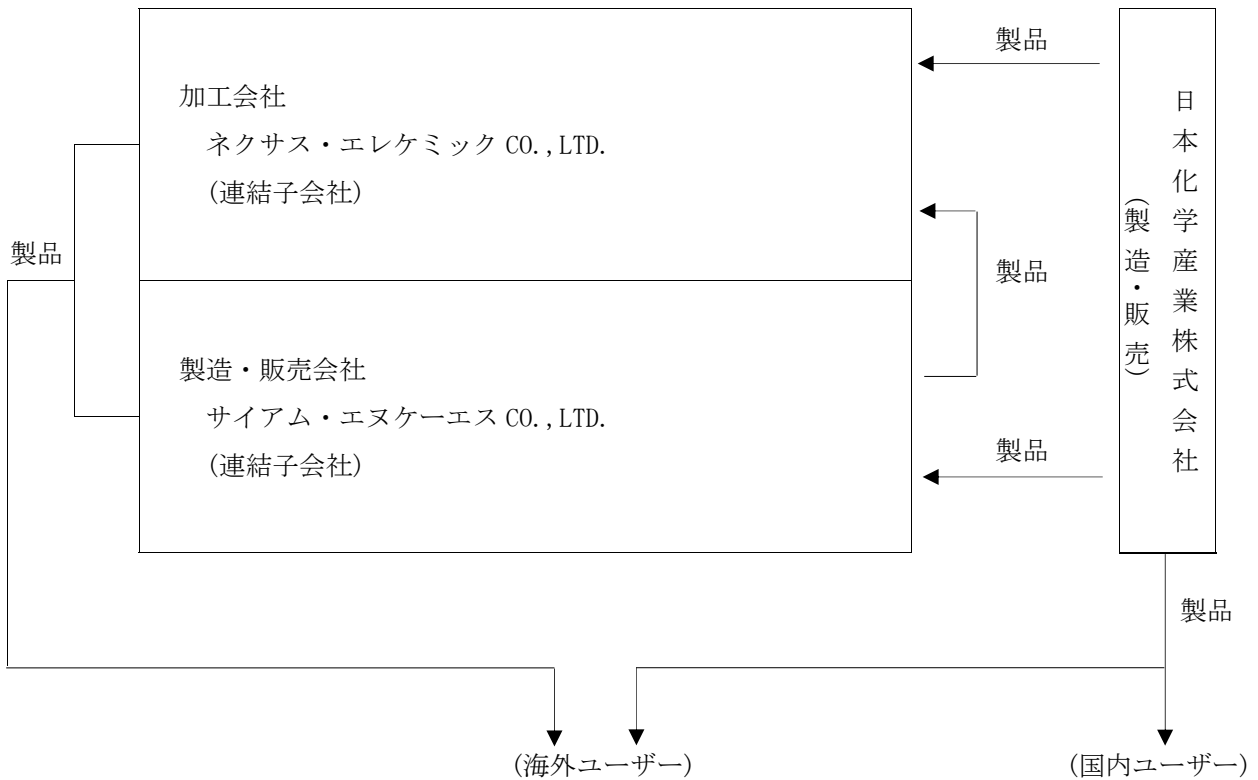 製品
加工会社
ネクサス・エレケミック CO.,LTD.
(連結子会社)
製品
製品
製造・販売会社
サイアム・エヌケーエス CO.,LTD.
(連結子会社)
製品
日本化学産業株式会社
(製造・販売)
製品
(海外ユーザー)
(国内ユーザー)